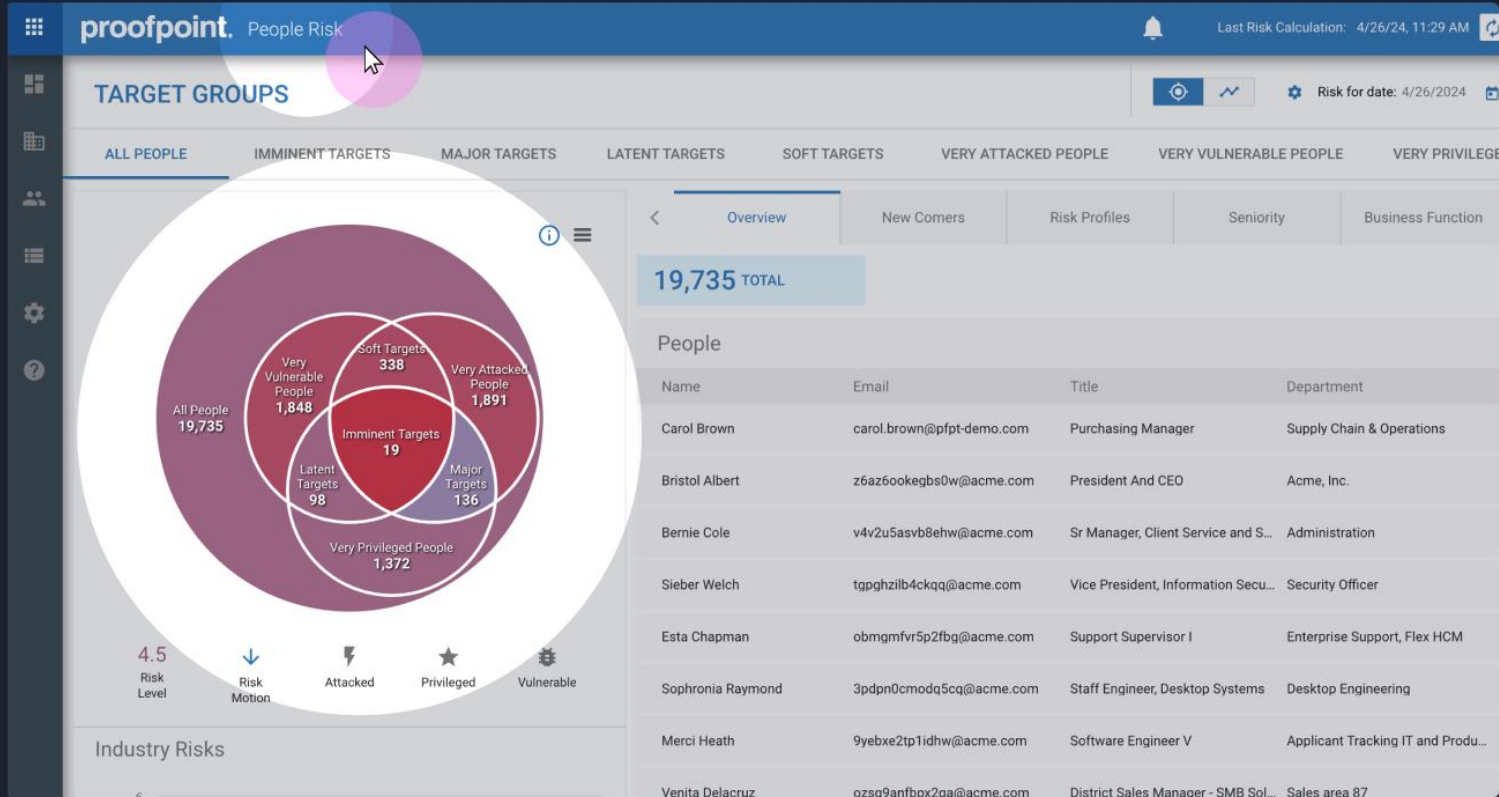 proofpoint. People Risk
Last Risk Calculation: 4/26/24, 11:29 AM
TARGET GROUPS
Risk for date: 4/26/2024
ALL PEOPLE IMMINENT TARGETS MAJOR TARGETS LATENT TARGETS SOFT TARGETS VERY ATTACKED PEOPLE VERY VULNERABLE PEOPLE VERY PRIVILEGE
All People
19,735
Very
Vulnerable
People
1,848
Soft Targets
338
Very Attacked
People
1,891
Imminent Targets
19
Latent
Targets
98
Major
Targets
136
Very Privileged People
1,372
4.5
Risk
Level
Risk
Motion
Attacked
Privileged
Vulnerable
Industry Risks
6
Overview New Comers Risk Profiles Seniority Business Function
19,735 TOTAL
People
Name Email Title Department
Carol Brown carol.brown@pfpt-demo.com Purchasing Manager Supply Chain & Operations
Bristol Albert z6az6ookegbs0w@acme.com President And CEO Acme, Inc.
Bernie Cole v4v2u5asvb8ehw@acme.com Sr Manager, Client Service and S... Administration
Sieber Welch tgpghzilb4ckqq@acme.com Vice President, Information Secu... Security Officer
Esta Chapman obmgmfvr5p2fbg@acme.com Support Supervisor I Enterprise Support, Flex HCM
Sophronia Raymond 3pdpn0cmodq5cq@acme.com Staff Engineer, Desktop Systems Desktop Engineering
Merci Heath 9yebxe2tp1idhw@acme.com Software Engineer V Applicant Tracking IT and Produ...
Venita Delacruz ozsq9anfbpx2ga@acme.com District Sales Manager - SMB Sol... Sales area 87